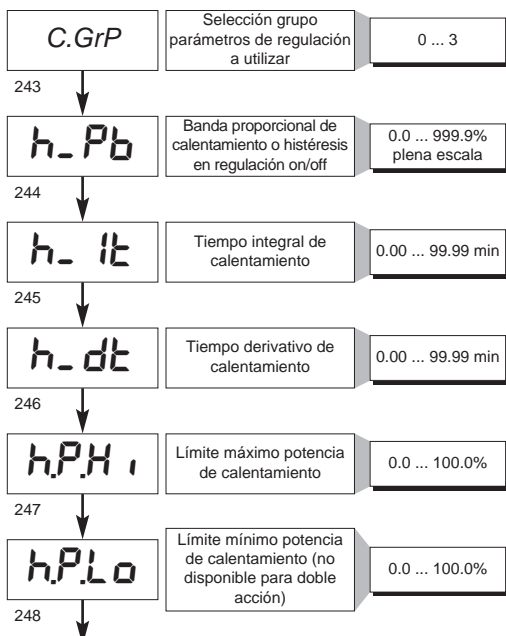 C.GrP
Selección grupo
parámetros de regulación
a utilizar
0 ... 3
243
h_Pb
Banda proporcional de
calentamiento o histéresis
en regulación on/off
0.0 ... 999.9%
plena escala
244
h_It
Tiempo integral de
calentamiento
0.00 ... 99.99 min
245
h_dt
Tiempo derivativo de
calentamiento
0.00 ... 99.99 min
246
h.P.Hi
Límite máximo potencia
de calentamiento
0.0 ... 100.0%
247
h.P.Lo
Límite mínimo potencia
de calentamiento (no
disponible para doble
acción)
0.0 ... 100.0%
248